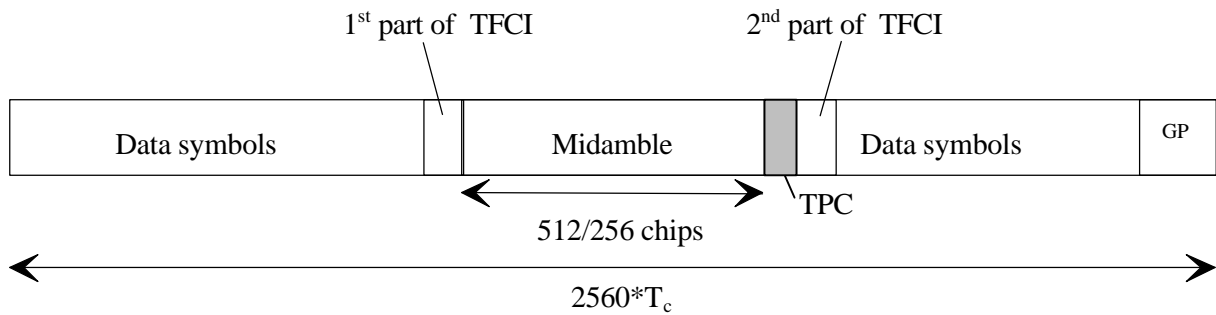 1st part of TFCI
2nd part of TFCI
Data symbols
Midamble
Data symbols
GP
TPC
512/256 chips
2560*Tc